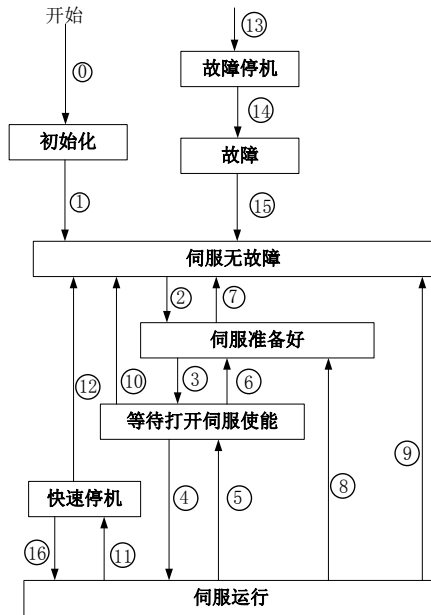 开始
⑬
⓪
故障停机
⑭
初始化
故障
①
⑮
伺服无故障
②
⑦
伺服准备好
⑫
⑩
③
⑥
等待打开伺服使能
⑨
快速停机
④
⑤
⑧
⑯
⑪
伺服运行